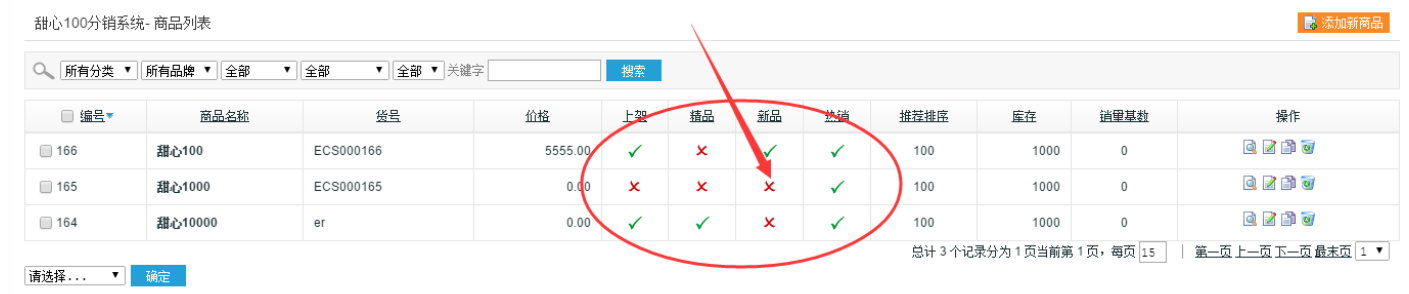 甜心100分销系统- 商品列表 添加新商品
所有分类 所有品牌 全部 全部 全部 关键字 搜索
编号 商品名称 货号 价格 上架 精品 新品 热销 推荐排序 库存 销量基数 操作
166 甜心100 ECS000166 5555.00 100 1000 0
165 甜心1000 ECS000165 0.00 100 1000 0
164 甜心10000 er 0.00 100 1000 0
总计 3 个记录分为 1 页当前第 1 页，每页 15 | 第一页 上一页 下一页 最末页 1
请选择... 确定